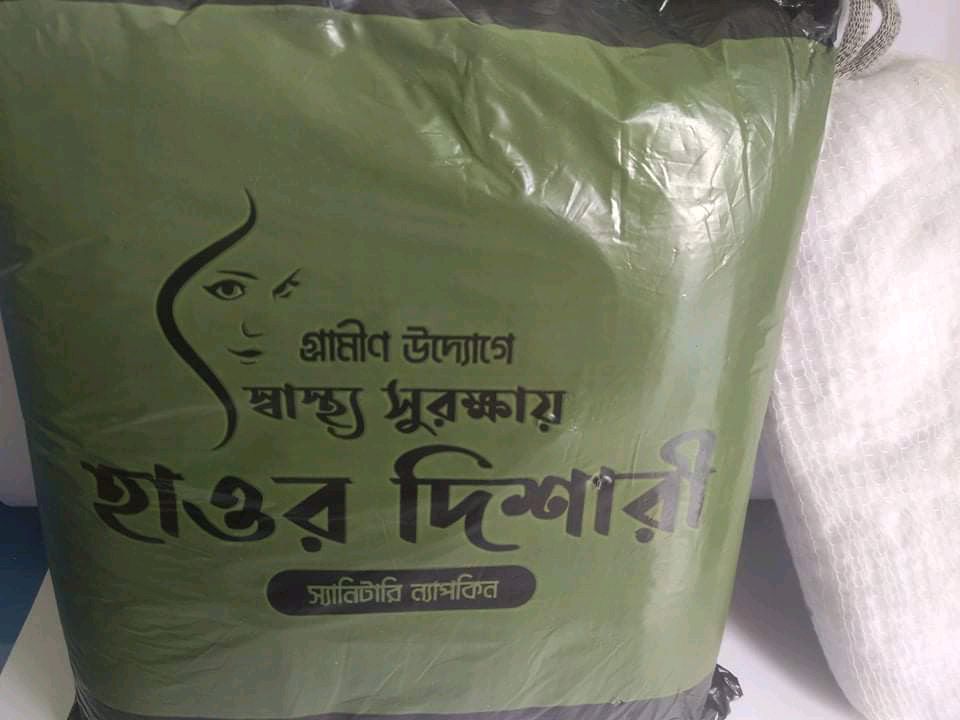 গ্রামীণ উদ্যোগে
স্বাস্থ্য সুরক্ষায়
হাওর দিশারী
স্যানিটারি ন্যাপকিন